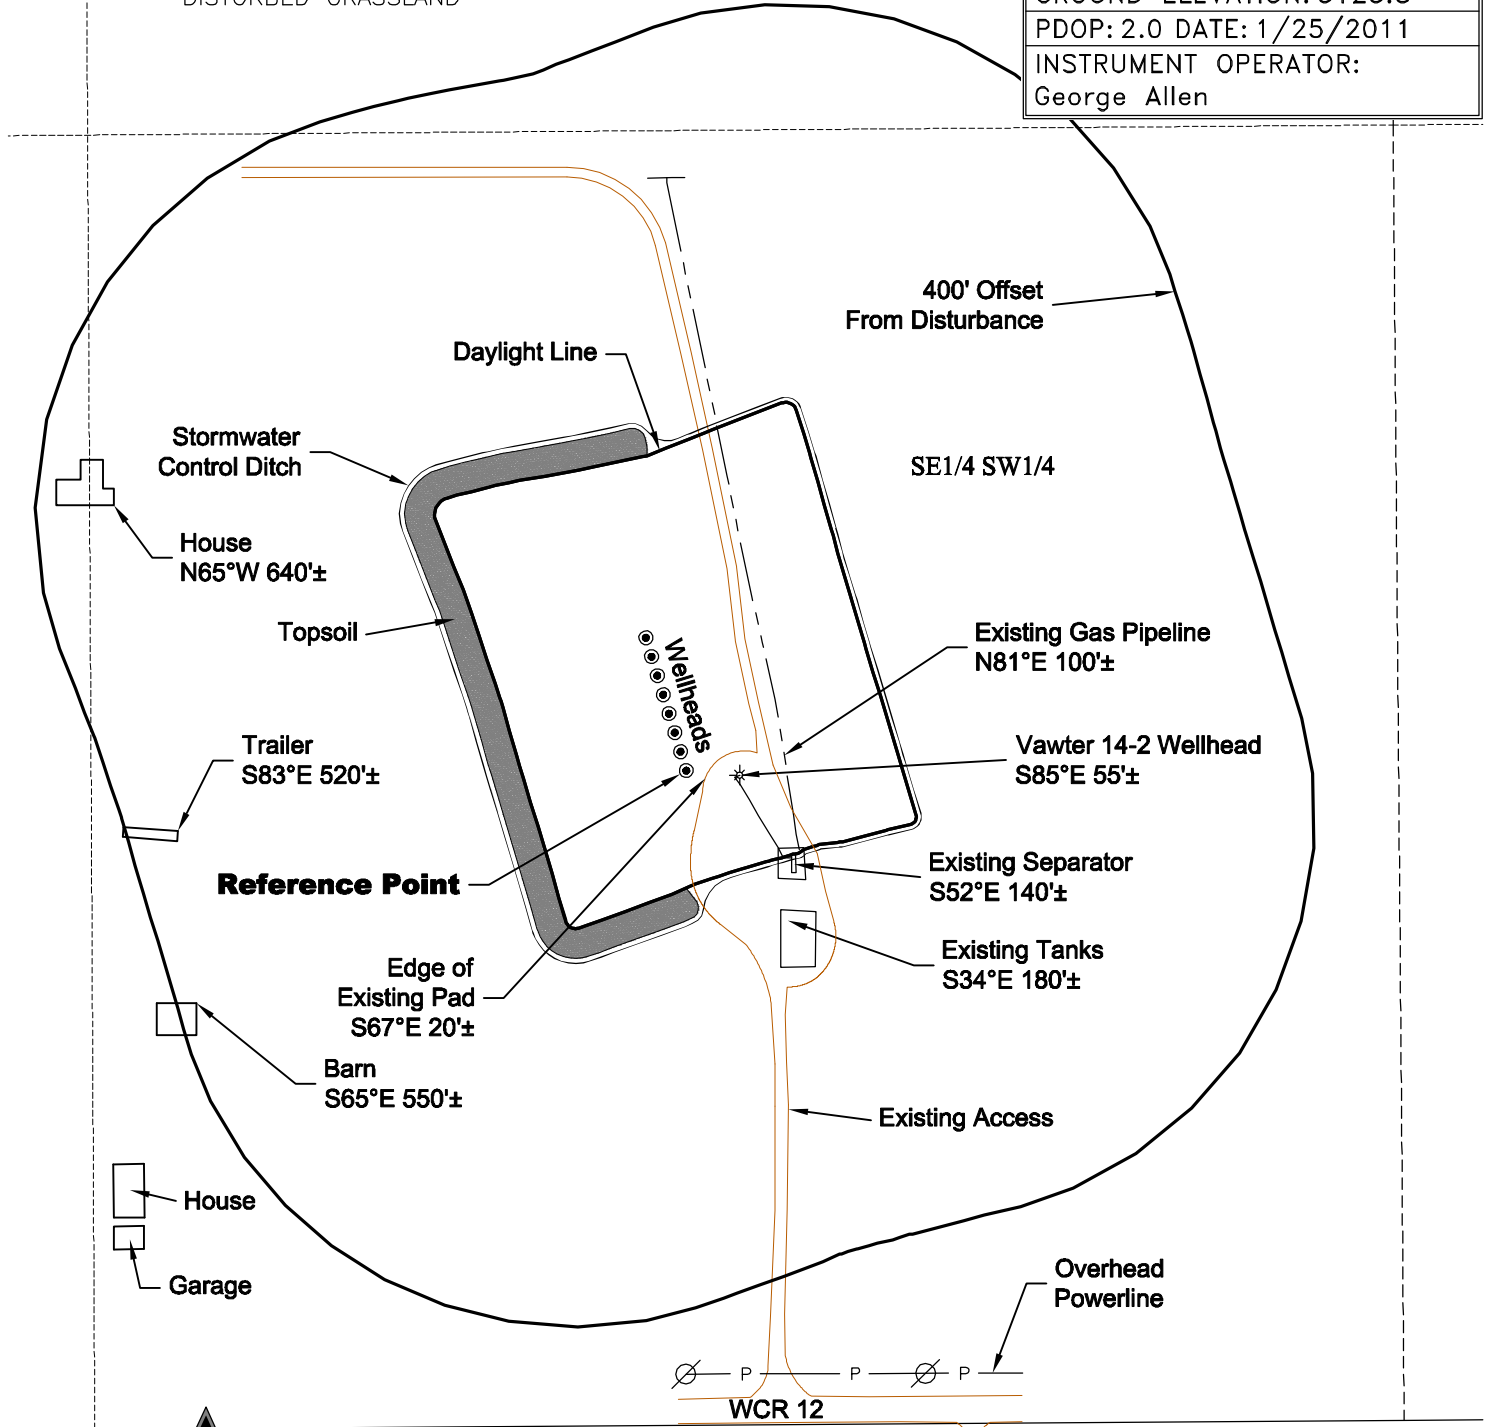 DISTURBED GRASSLAND
PDOP: 2.0 DATE: 1/25/2011
INSTRUMENT OPERATOR:
George Allen
400' Offset
From Disturbance
Daylight Line
Stormwater
Control Ditch
SE1/4 SW1/4
House
N65°W 640'±
Topsoil
Wellheads
Existing Gas Pipeline
N81°E 100'±
Trailer
S83°E 520'±
Vawter 14-2 Wellhead
S85°E 55'±
Reference Point
Existing Separator
S52°E 140'±
Existing Tanks
S34°E 180'±
Edge of
Existing Pad
S67°E 20'±
Barn
S65°E 550'±
Existing Access
House
Garage
Overhead
Powerline
P P P
WCR 12